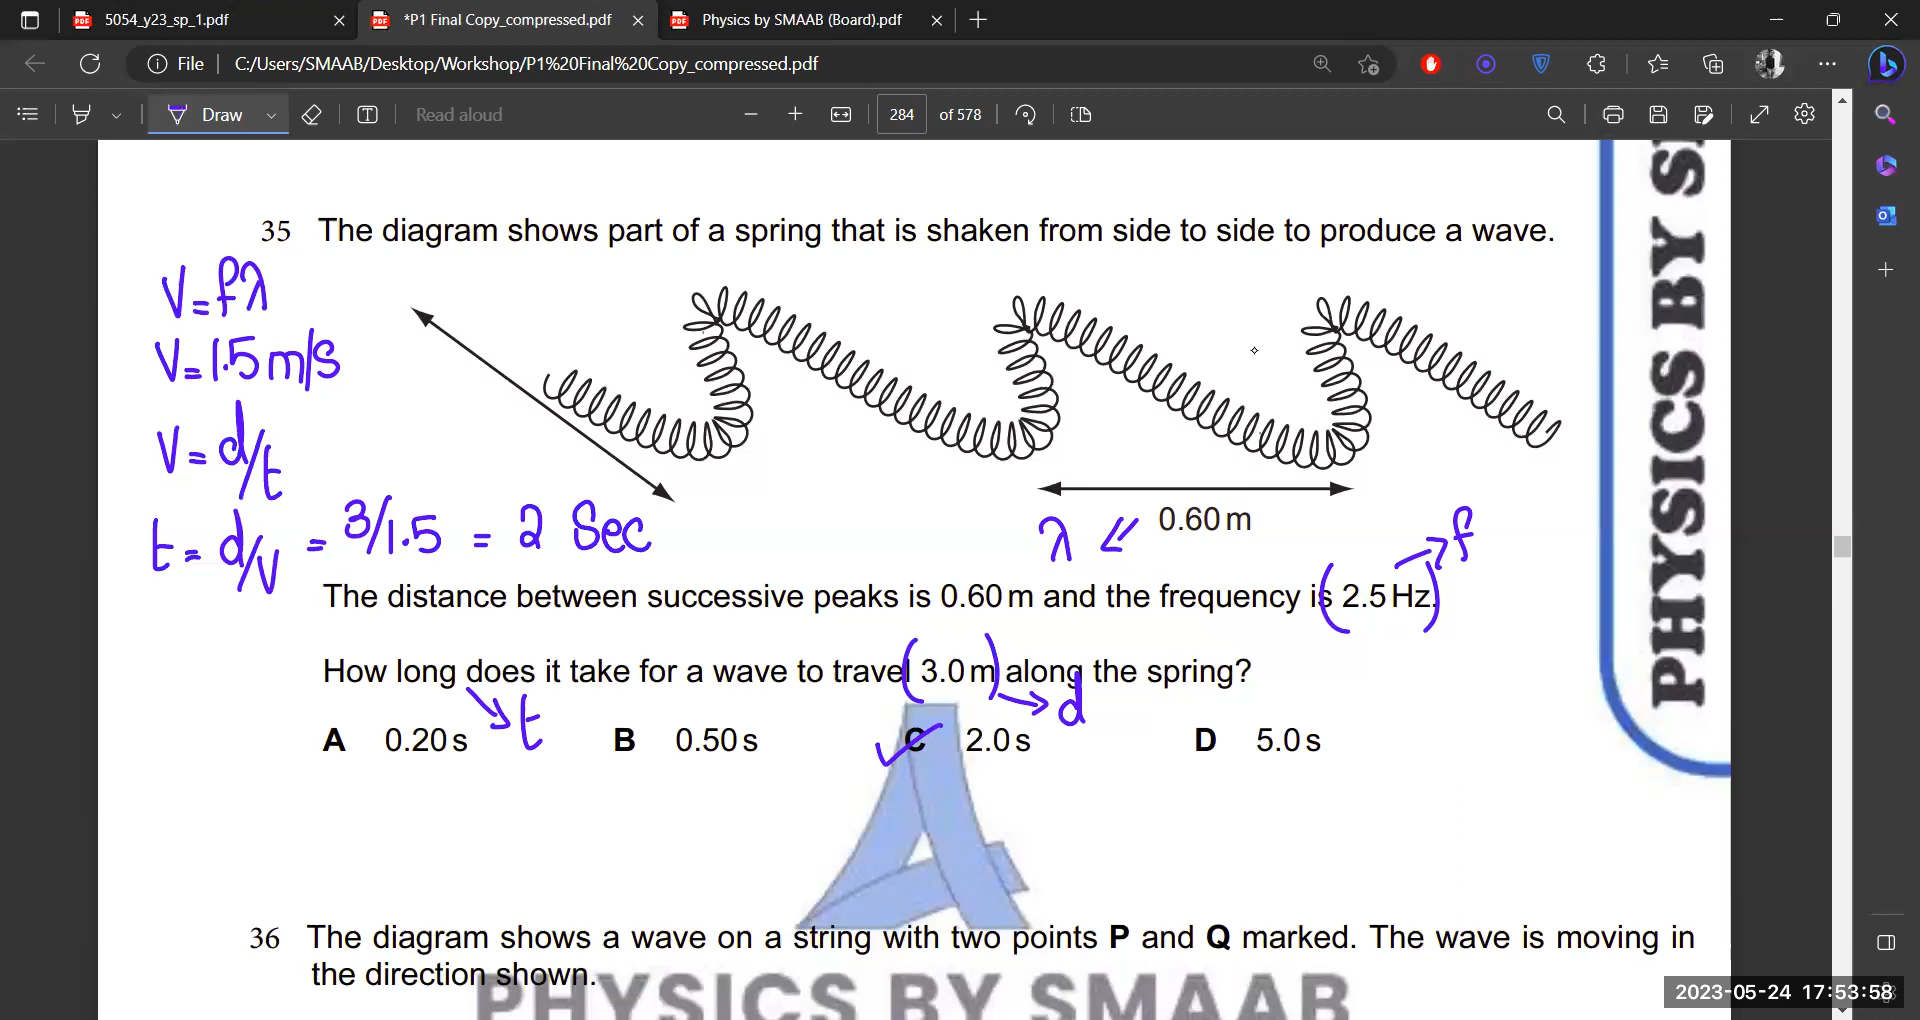 5054_y23_sp_1.pdf
*P1 Final Copy_compressed.pdf
Physics by SMAAB (Board).pdf
File C:/Users/SMAAB/Desktop/Workshop/P1%20Final%20Copy_compressed.pdf
Draw Read aloud 284 of 578
35 The diagram shows part of a spring that is shaken from side to side to produce a wave.
V=fλ
V=1.5 m/s
V=d/t
t=d/V = 3/1.5 = 2 Sec
0.60 m
λ
f
The distance between successive peaks is 0.60 m and the frequency is (2.5 Hz.)
How long does it take for a wave to travel (3.0 m) along the spring?
t
d
A 0.20 s B 0.50 s C 2.0 s D 5.0 s
36 The diagram shows a wave on a string with two points P and Q marked. The wave is moving in
the direction shown.
PHYSICS BY SMAAB
PHYSICS BY
2023-05-24 17:53:58